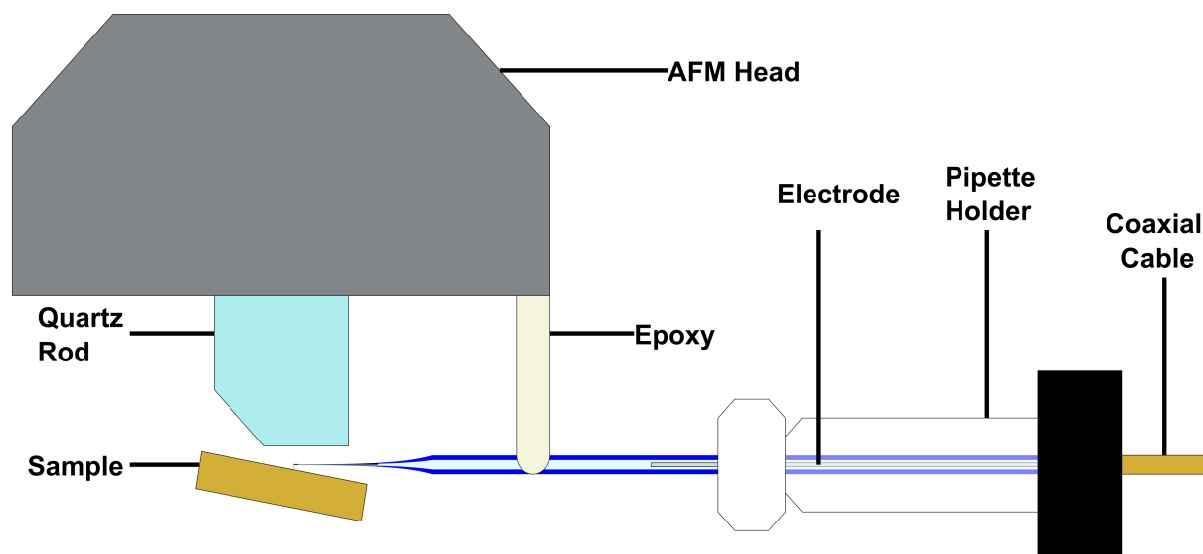 AFM Head
Electrode
Pipette
Holder
Coaxial
Cable
Quartz
Rod
Epoxy
Sample